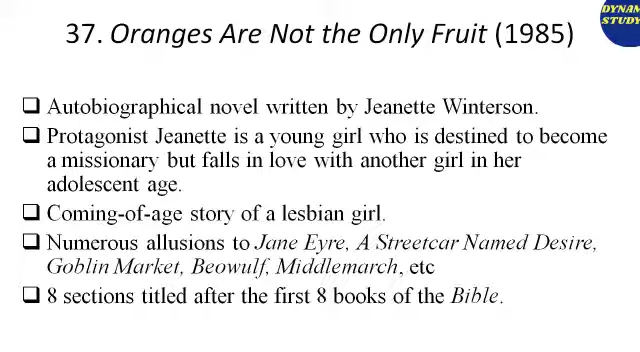 DYNAM
STUDY
37. Oranges Are Not the Only Fruit (1985)
❑ Autobiographical novel written by Jeanette Winterson.
❑ Protagonist Jeanette is a young girl who is destined to become
a missionary but falls in love with another girl in her
adolescent age.
❑ Coming-of-age story of a lesbian girl.
❑ Numerous allusions to Jane Eyre, A Streetcar Named Desire,
Goblin Market, Beowulf, Middlemarch, etc
❑ 8 sections titled after the first 8 books of the Bible.